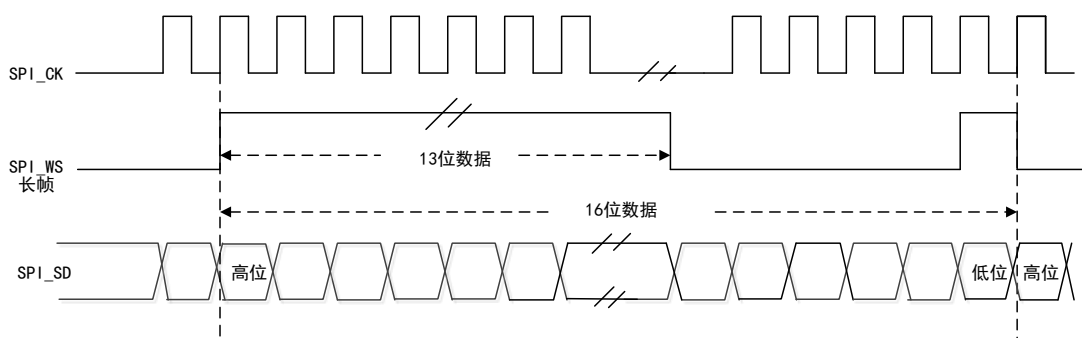 SPI_CK
SPI_WS
长帧
13位数据
16位数据
SPI_SD
高位
低位
高位